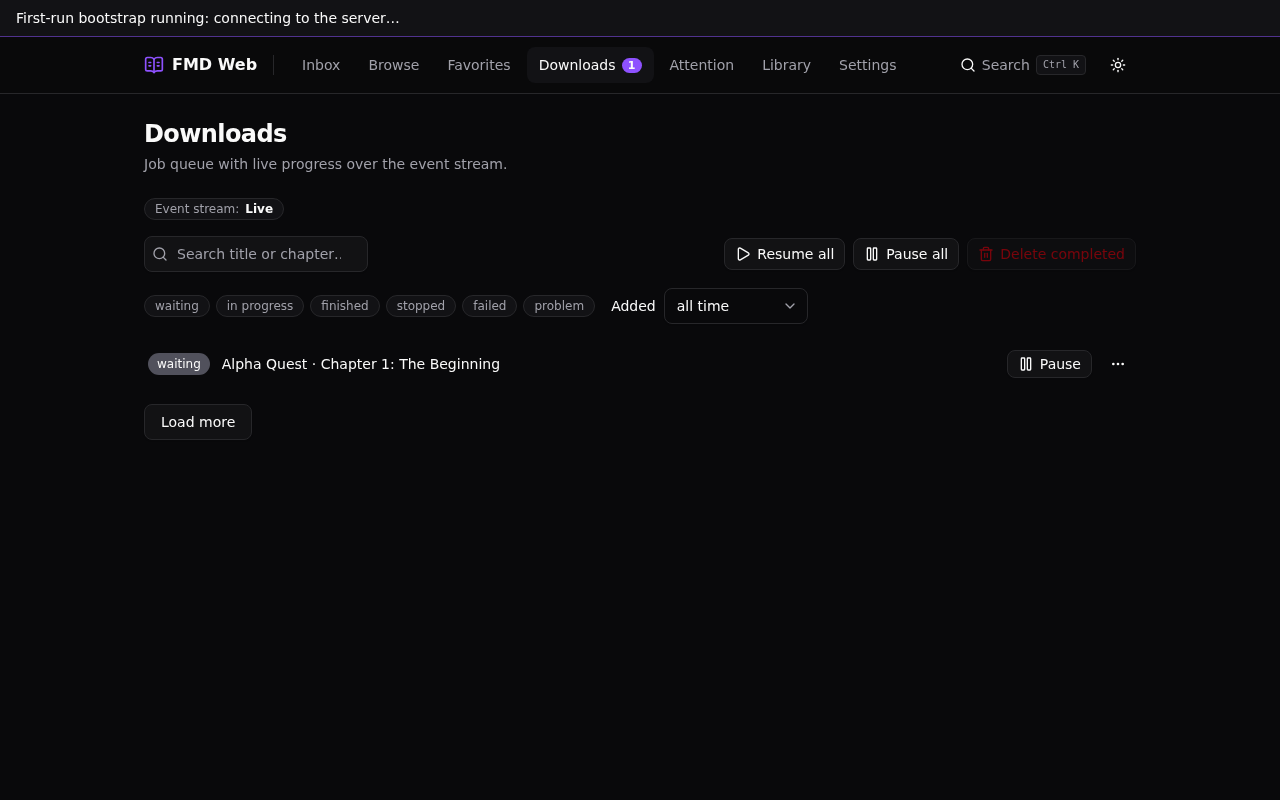 First-run bootstrap running: connecting to the server…
FMD Web Inbox Browse Favorites Downloads 1 Attention Library Settings Search Ctrl K
Downloads
Job queue with live progress over the event stream.
Event stream: Live
Search title or chapter…
Resume all Pause all Delete completed
waiting in progress finished stopped failed problem Added all time
waiting Alpha Quest · Chapter 1: The Beginning Pause
Load more